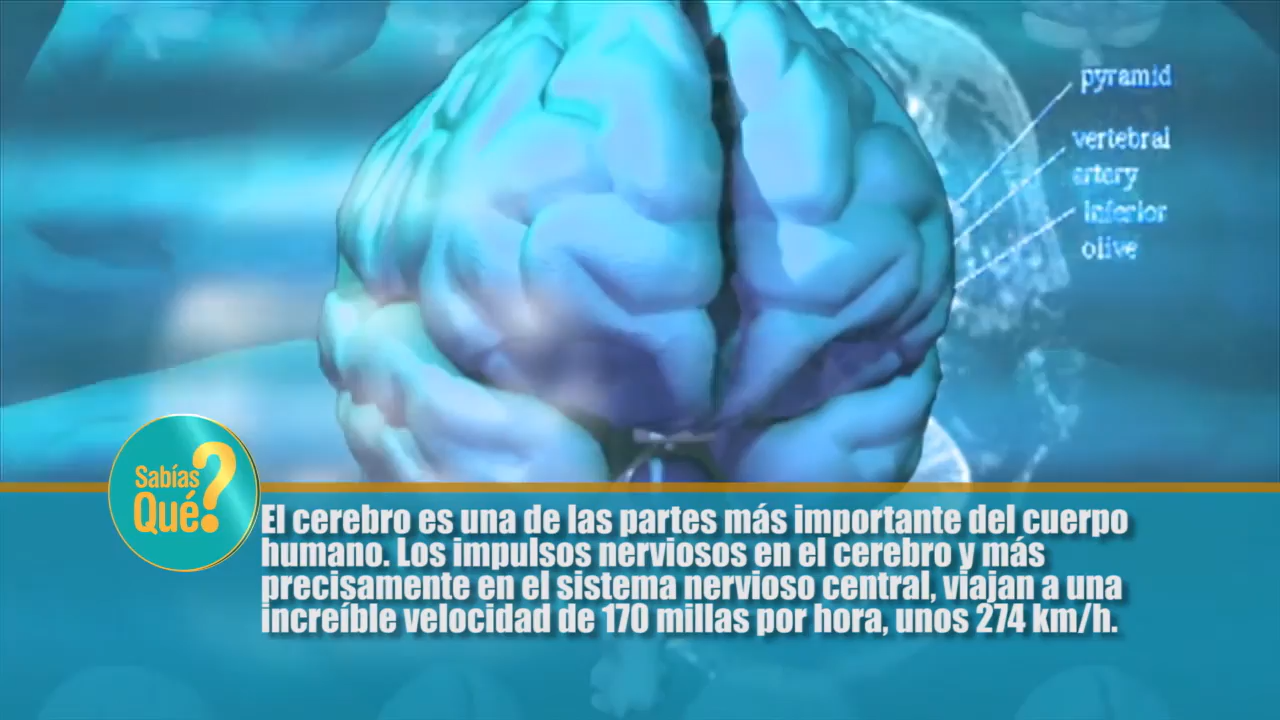 pyramid
vertebral
artery
inferior
olive
Sabías
Qué?
El cerebro es una de las partes más importante del cuerpo
humano. Los impulsos nerviosos en el cerebro y más
precisamente en el sistema nervioso central, viajan a una
increíble velocidad de 170 millas por hora, unos 274 km/h.